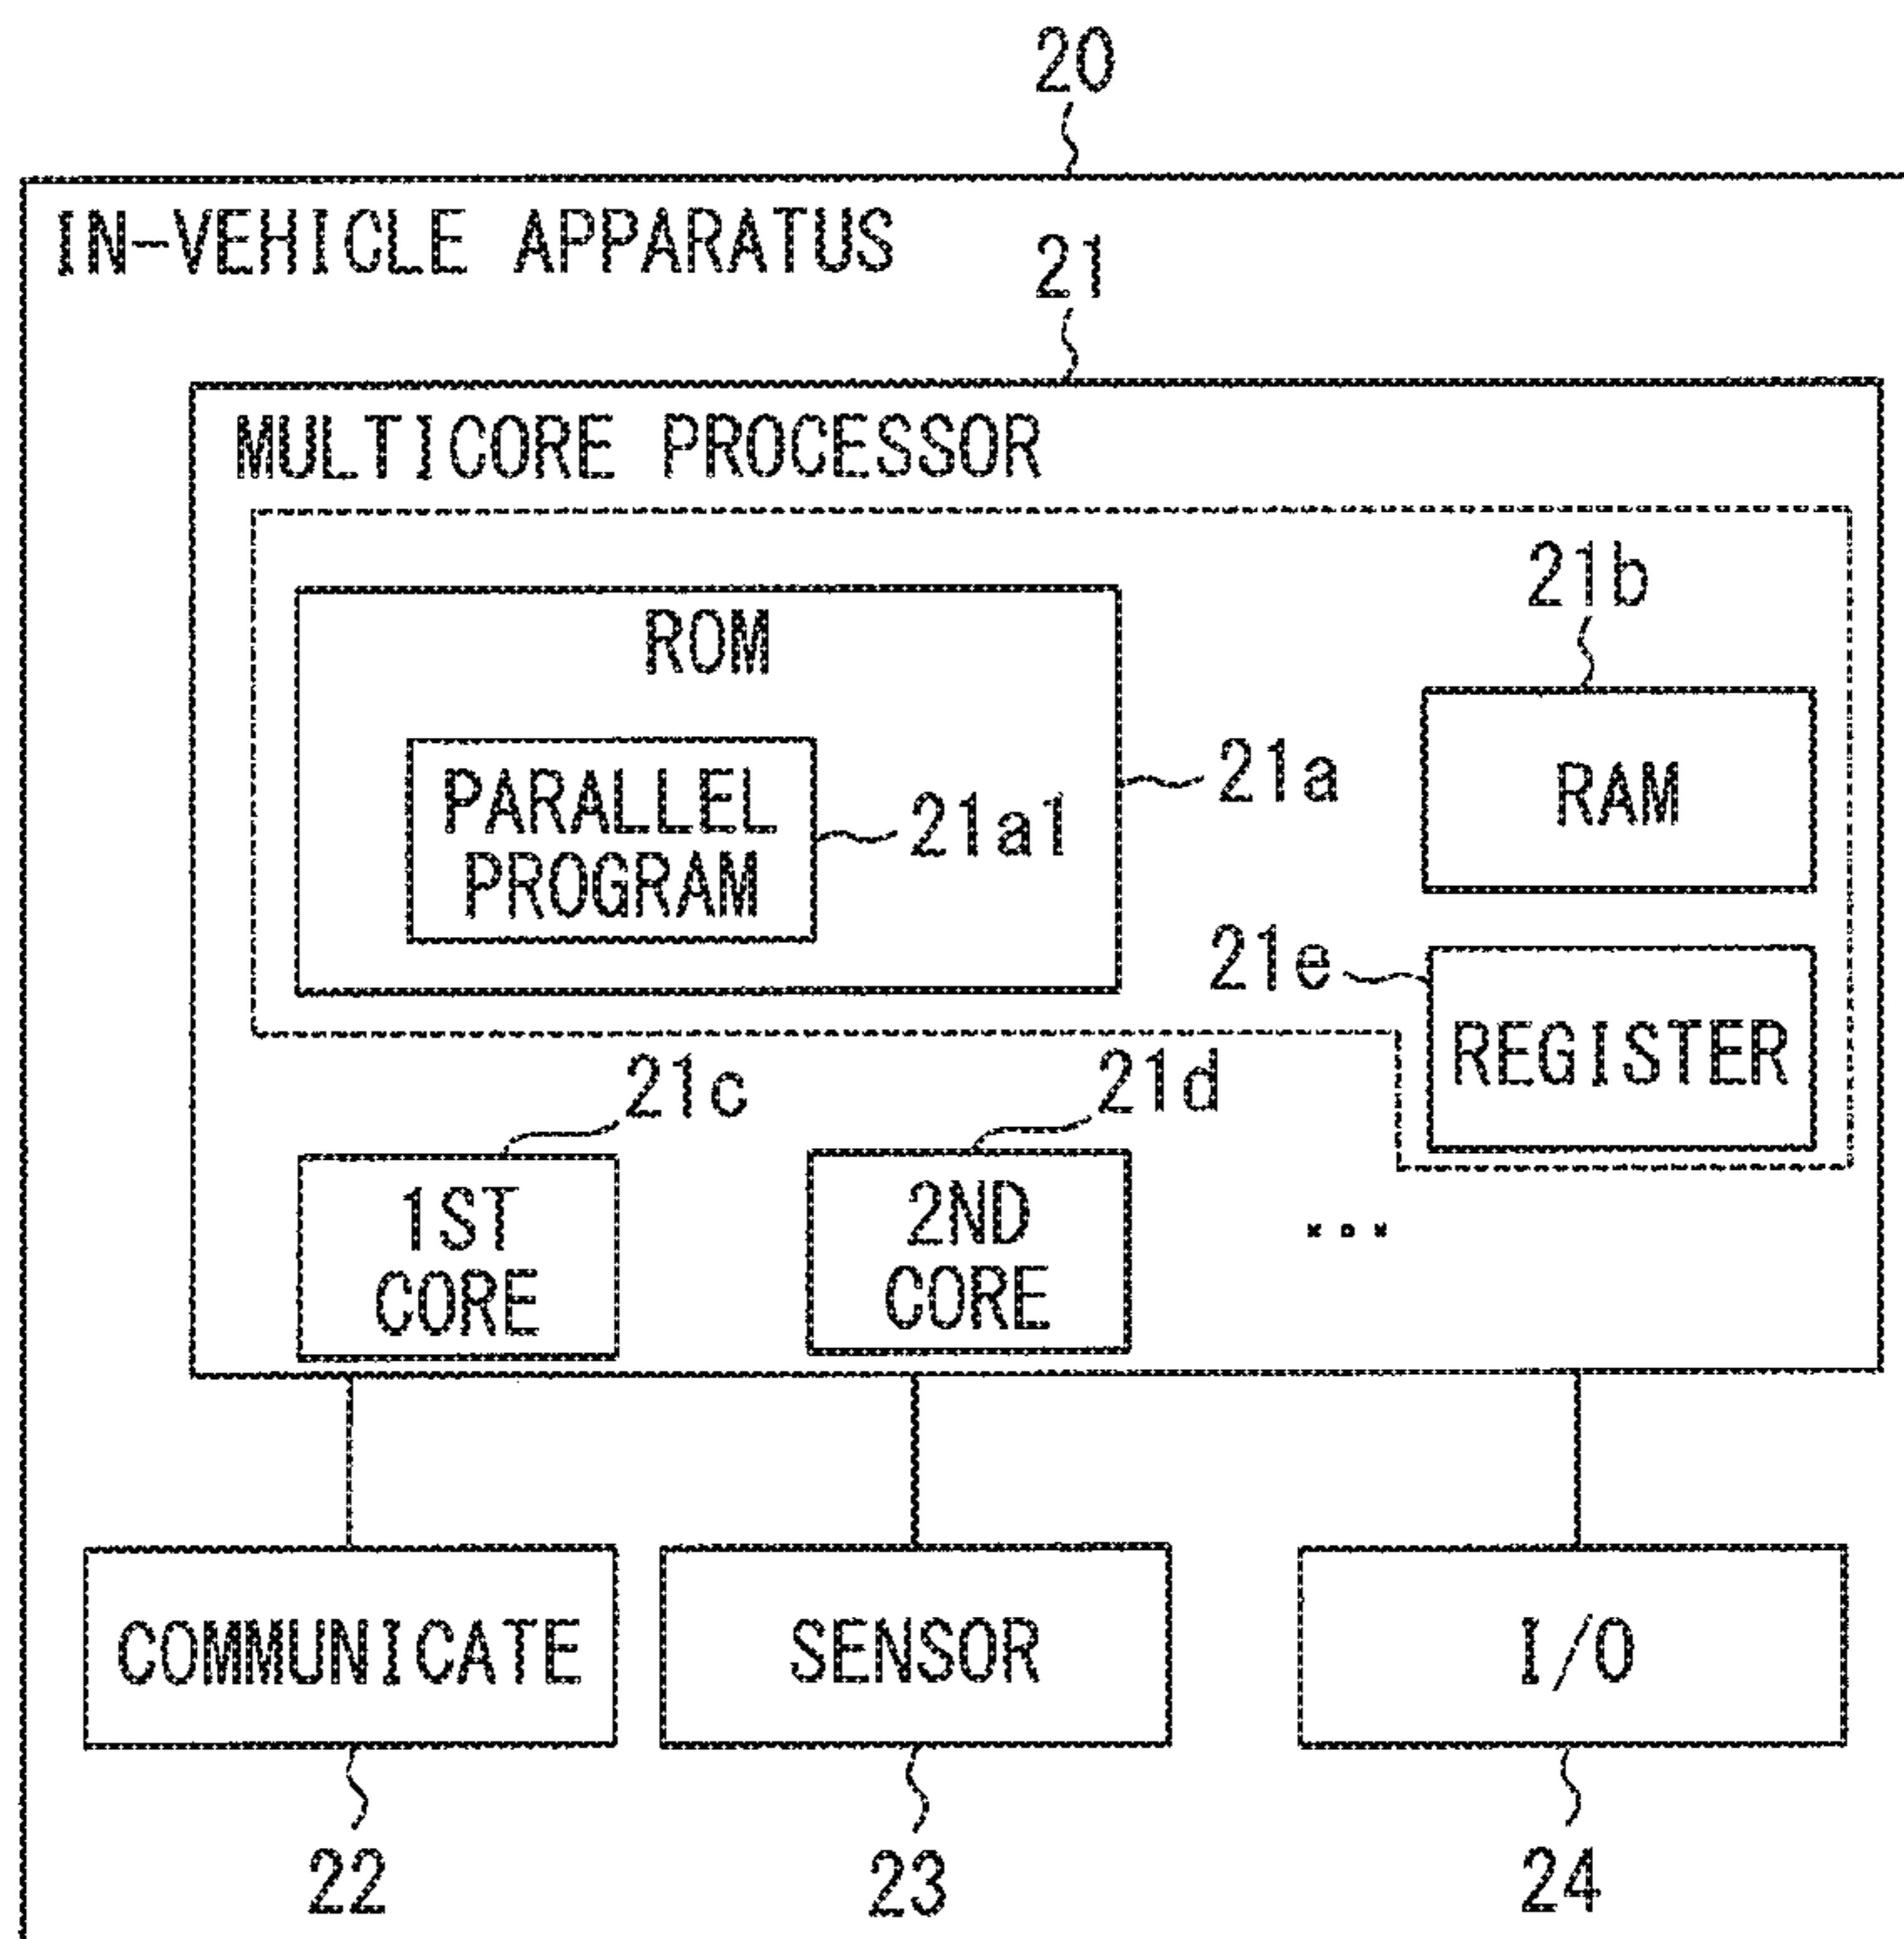 20
IN-VEHICLE APPARATUS
21
MULTICORE PROCESSOR
21b
ROM
RAM
21a
PARALLEL
PROGRAM
21a1
21e
REGISTER
21c
21d
1ST
CORE
2ND
CORE
...
COMMUNICATE
SENSOR
I/O
22
23
24